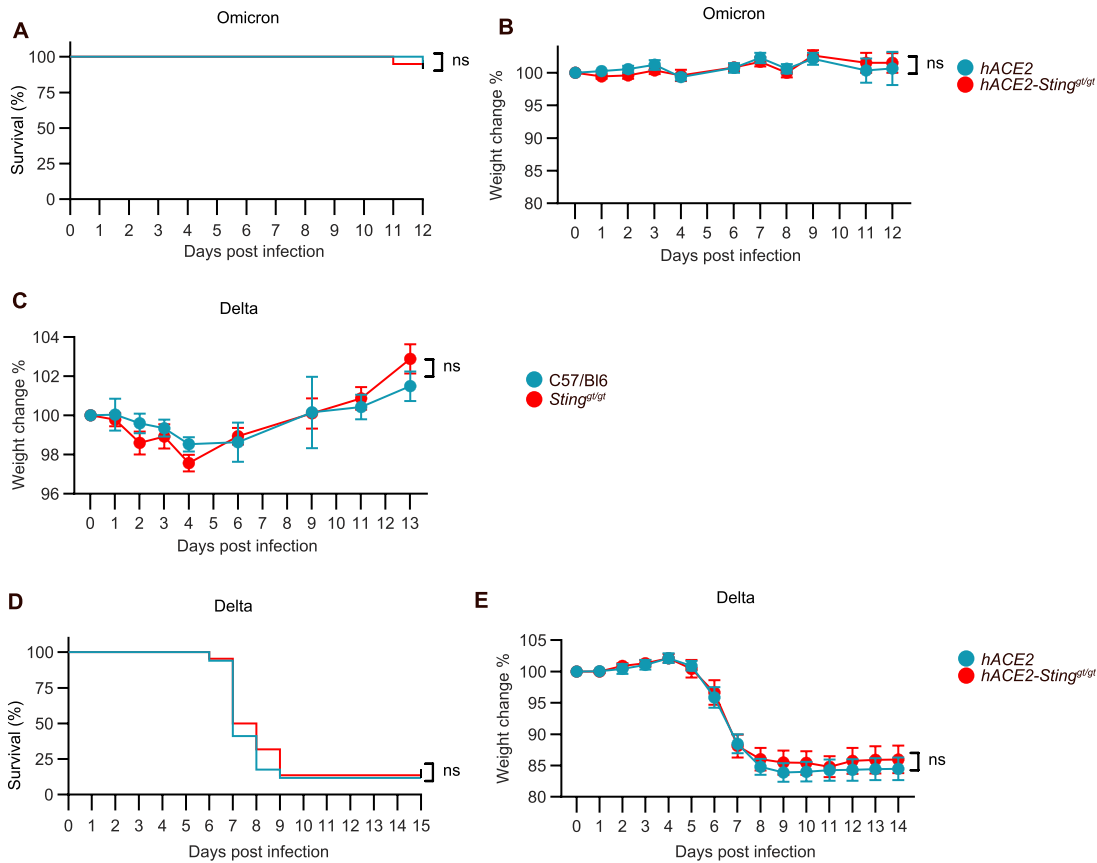 A
Omicron
Survival (%)
100
75
50
25
0
ns
0 1 2 3 4 5 6 7 8 9 10 11 12
Days post infection
B
Omicron
Weight change %
100
95
90
85
80
ns
0 1 2 3 4 5 6 7 8 9 10 11 12
Days post infection
hACE2
hACE2-Sting^gt/gt
C
Delta
Weight change %
104
102
100
98
96
ns
0 1 2 3 4 5 6 7 8 9 10 11 12 13
Days post infection
C57/Bl6
Sting^gt/gt
D
Delta
Survival (%)
100
75
50
25
0
ns
0 1 2 3 4 5 6 7 8 9 10 11 12 13 14 15
Days post infection
E
Delta
Weight change %
105
100
95
90
85
80
ns
0 1 2 3 4 5 6 7 8 9 10 11 12 13 14
Days post infection
hACE2
hACE2-Sting^gt/gt